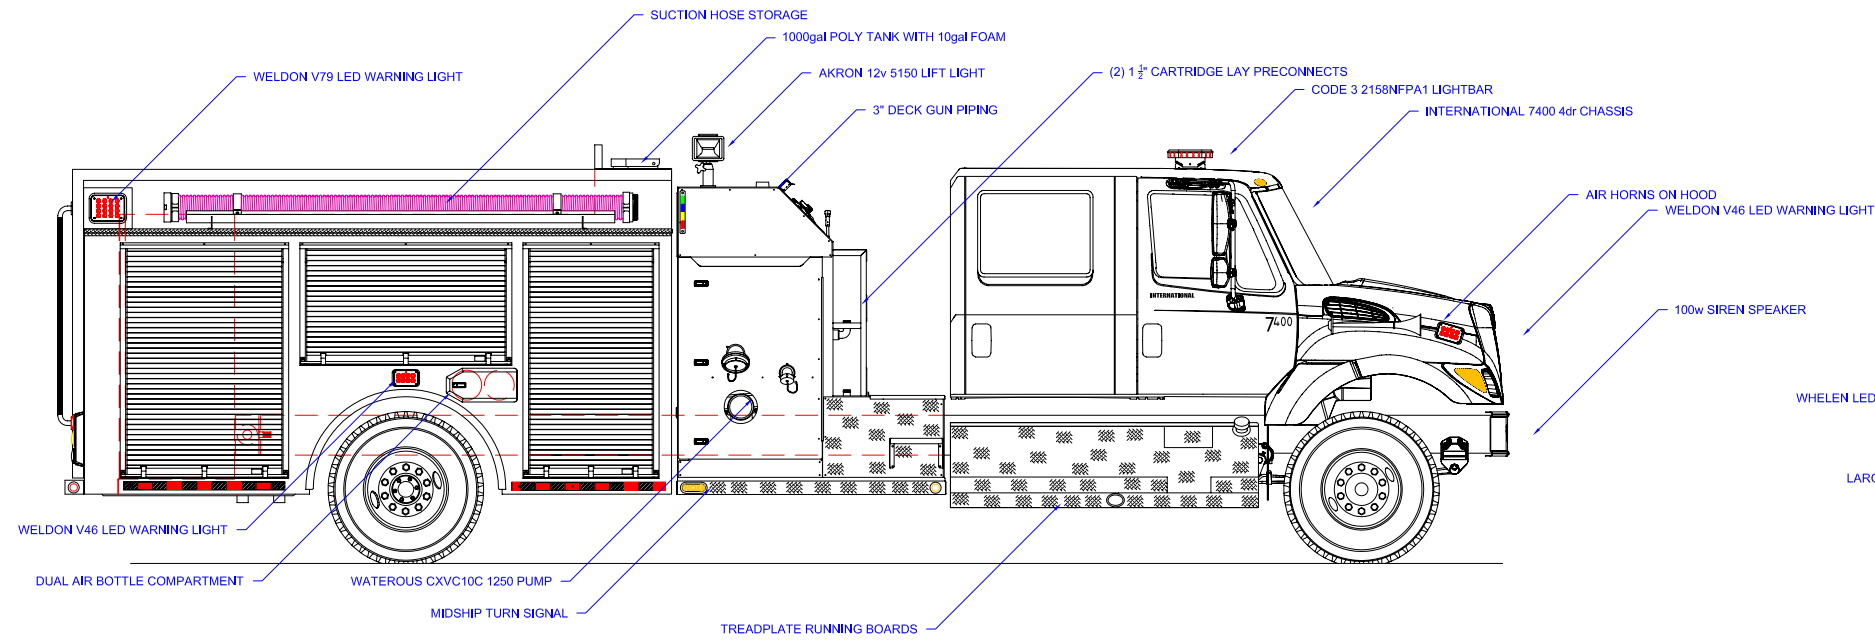 SUCTION HOSE STORAGE
1000gal POLY TANK WITH 10gal FOAM
WELDON V79 LED WARNING LIGHT
AKRON 12v 5150 LIFT LIGHT
(2) 1 1/2" CARTRIDGE LAY PRECONNECTS
CODE 3 2158NFPA1 LIGHTBAR
3" DECK GUN PIPING
INTERNATIONAL 7400 4dr CHASSIS
AIR HORNS ON HOOD
WELDON V46 LED WARNING LIGHT
INTERNATIONAL
7400
100w SIREN SPEAKER
WHELEN LED
LARG
WELDON V46 LED WARNING LIGHT
DUAL AIR BOTTLE COMPARTMENT
WATEROUS CXVC10C 1250 PUMP
MIDSHIP TURN SIGNAL
TREADPLATE RUNNING BOARDS